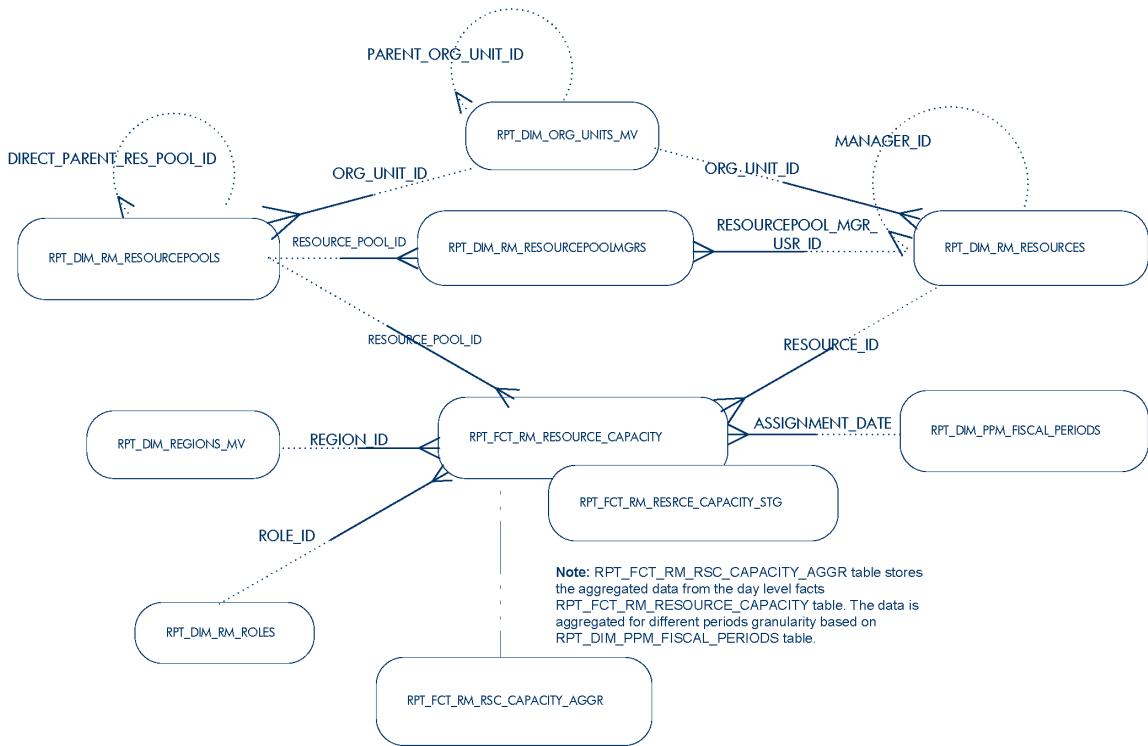 PARENT_ORG_UNIT_ID
RPT_DIM_ORG_UNITS_MV
DIRECT_PARENT_RES_POOL_ID
MANAGER_ID
ORG_UNIT_ID
ORG_UNIT_ID
RESOURCE_POOL_ID
RESOURCEPOOL_MGR_
USR_ID
RPT_DIM_RM_RESOURCEPOOLS
RPT_DIM_RM_RESOURCEPOOLMGRS
RPT_DIM_RM_RESOURCES
RESOURCE_POOL_ID
RESOURCE_ID
RPT_DIM_REGIONS_MV
REGION_ID
RPT_FCT_RM_RESOURCE_CAPACITY
ASSIGNMENT_DATE
RPT_DIM_PPM_FISCAL_PERIODS
RPT_FCT_RM_RESRCE_CAPACITY_STG
ROLE_ID
Note: RPT_FCT_RM_RSC_CAPACITY_AGGR table stores
the aggregated data from the day level facts
RPT_FCT_RM_RESOURCE_CAPACITY table. The data is
aggregated for different periods granularity based on
RPT_DIM_PPM_FISCAL_PERIODS table.
RPT_DIM_RM_ROLES
RPT_FCT_RM_RSC_CAPACITY_AGGR